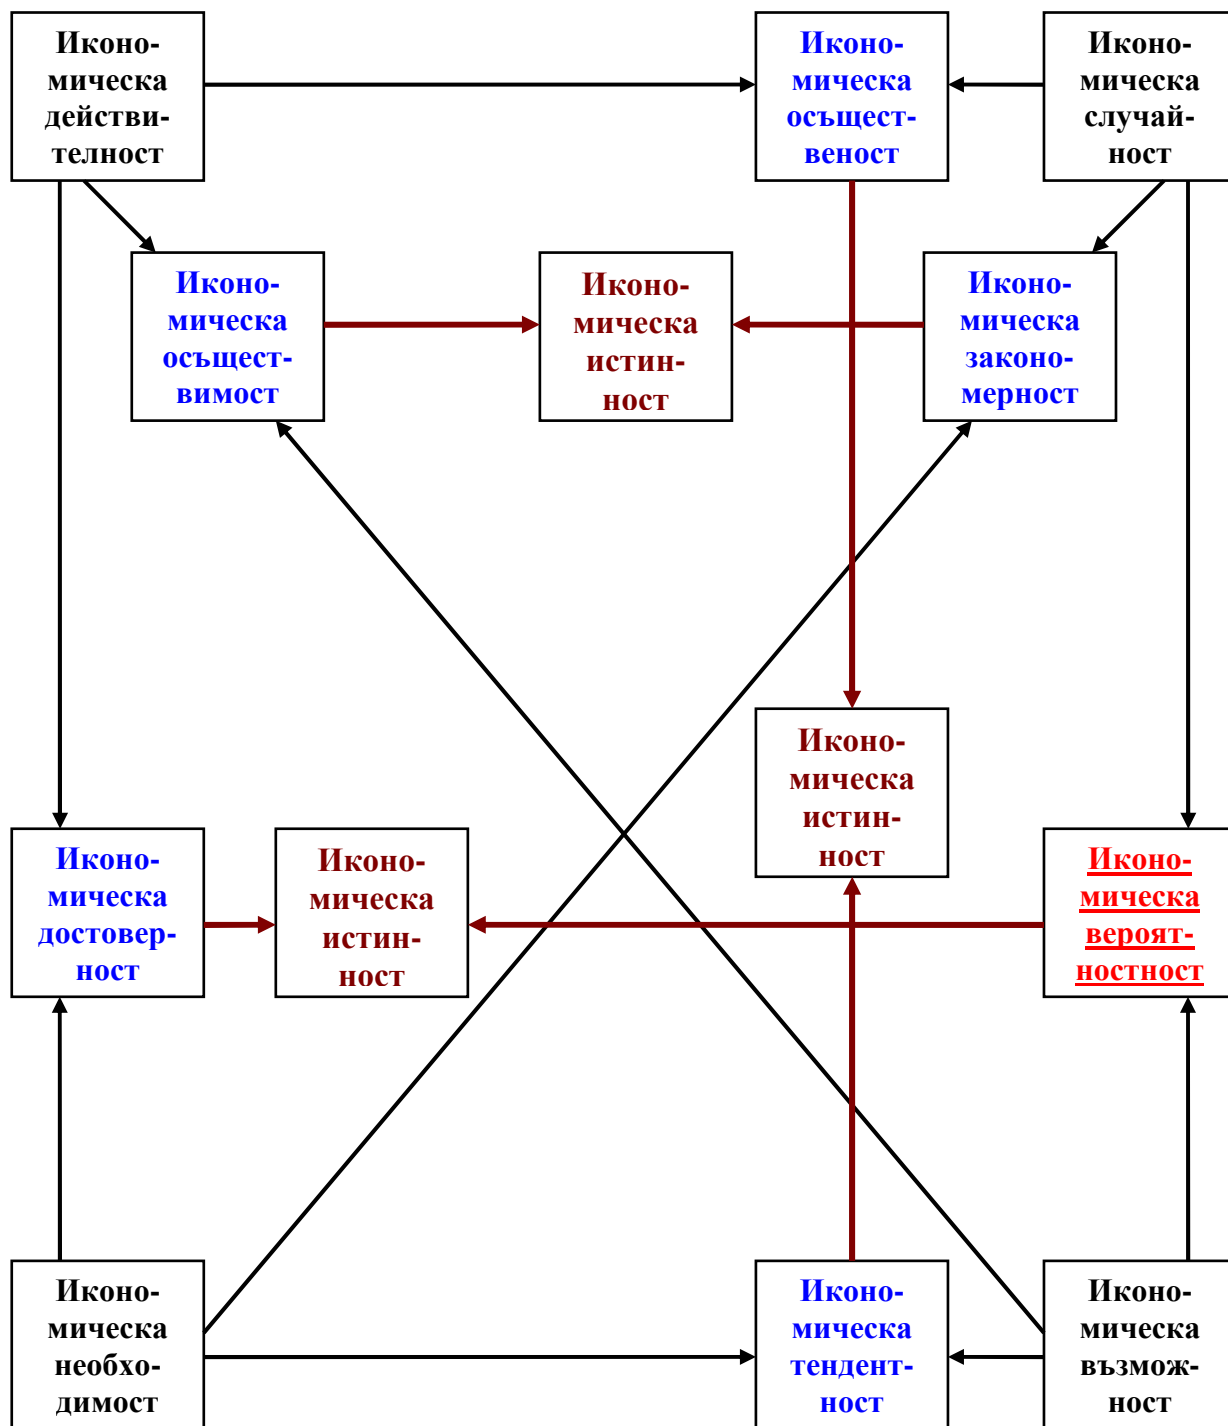 Иконо-
мическа
действи-
телност
Иконо-
мическа
осъщест-
веност
Иконо-
мическа
случай-
ност
Иконо-
мическа
осъщест-
вимост
Иконо-
мическа
истин-
ност
Иконо-
мическа
законо-
мерност
Иконо-
мическа
истин-
ност
Иконо-
мическа
достовер-
ност
Иконо-
мическа
истин-
ност
Иконо-
мическа
вероят-
ностност
Иконо-
мическа
необхо-
димост
Иконо-
мическа
тендент-
ност
Иконо-
мическа
възмож-
ност